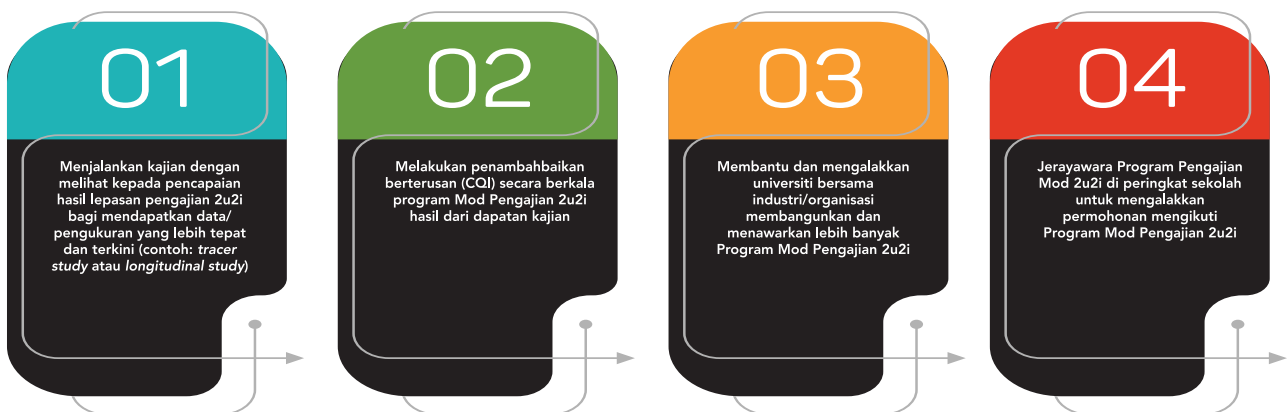 01
Menjalankan kajian dengan
melihat kepada pencapaian
hasil lepasan pengajian 2u2i
bagi mendapatkan data/
pengukuran yang lebih tepat
dan terkini (contoh: tracer
study atau longitudinal study)
02
Melakukan penambahbaikan
berterusan (CQI) secara berkala
program Mod Pengajian 2u2i
hasil dari dapatan kajian
03
Membantu dan mengalakkan
universiti bersama
industri/organisasi
membangunkan dan
menawarkan lebih banyak
Program Mod Pengajian 2u2i
04
Jerayawara Program Pengajian
Mod 2u2i di peringkat sekolah
untuk mengalakkan
permohonan mengikuti
Program Mod Pengajian 2u2i